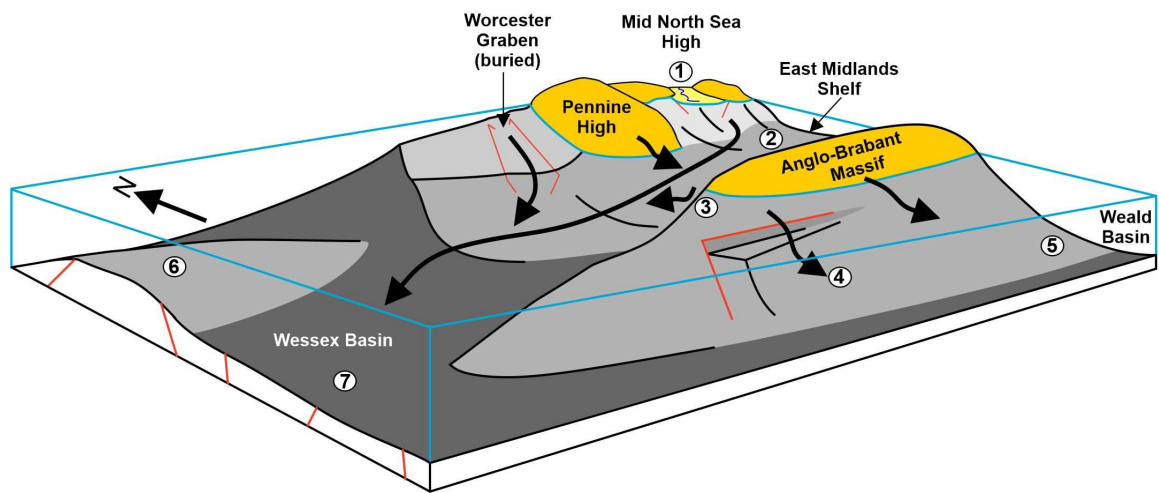 Worcester
Graben
(buried)
Mid North Sea
High
1
East Midlands
Shelf
Pennine
High
2
Anglo-Brabant
Massif
N
3
Weald
Basin
5
6
4
Wessex Basin
7